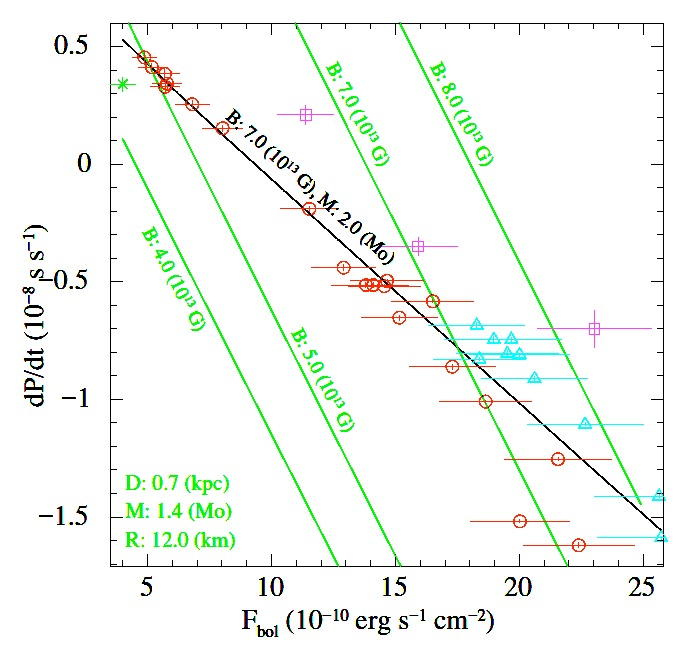 0.5
0
−0.5
−1
−1.5
dP/dt (10⁻⁸ s s⁻¹)
B: 7.0 (10¹³ G)
B: 8.0 (10¹³ G)
B: 7.0 (10¹³ G), M: 2.0 (Mo)
B: 4.0 (10¹³ G)
B: 5.0 (10¹³ G)
D: 0.7 (kpc)
M: 1.4 (Mo)
R: 12.0 (km)
5 10 15 20 25
F_bol (10⁻¹⁰ erg s⁻¹ cm⁻²)